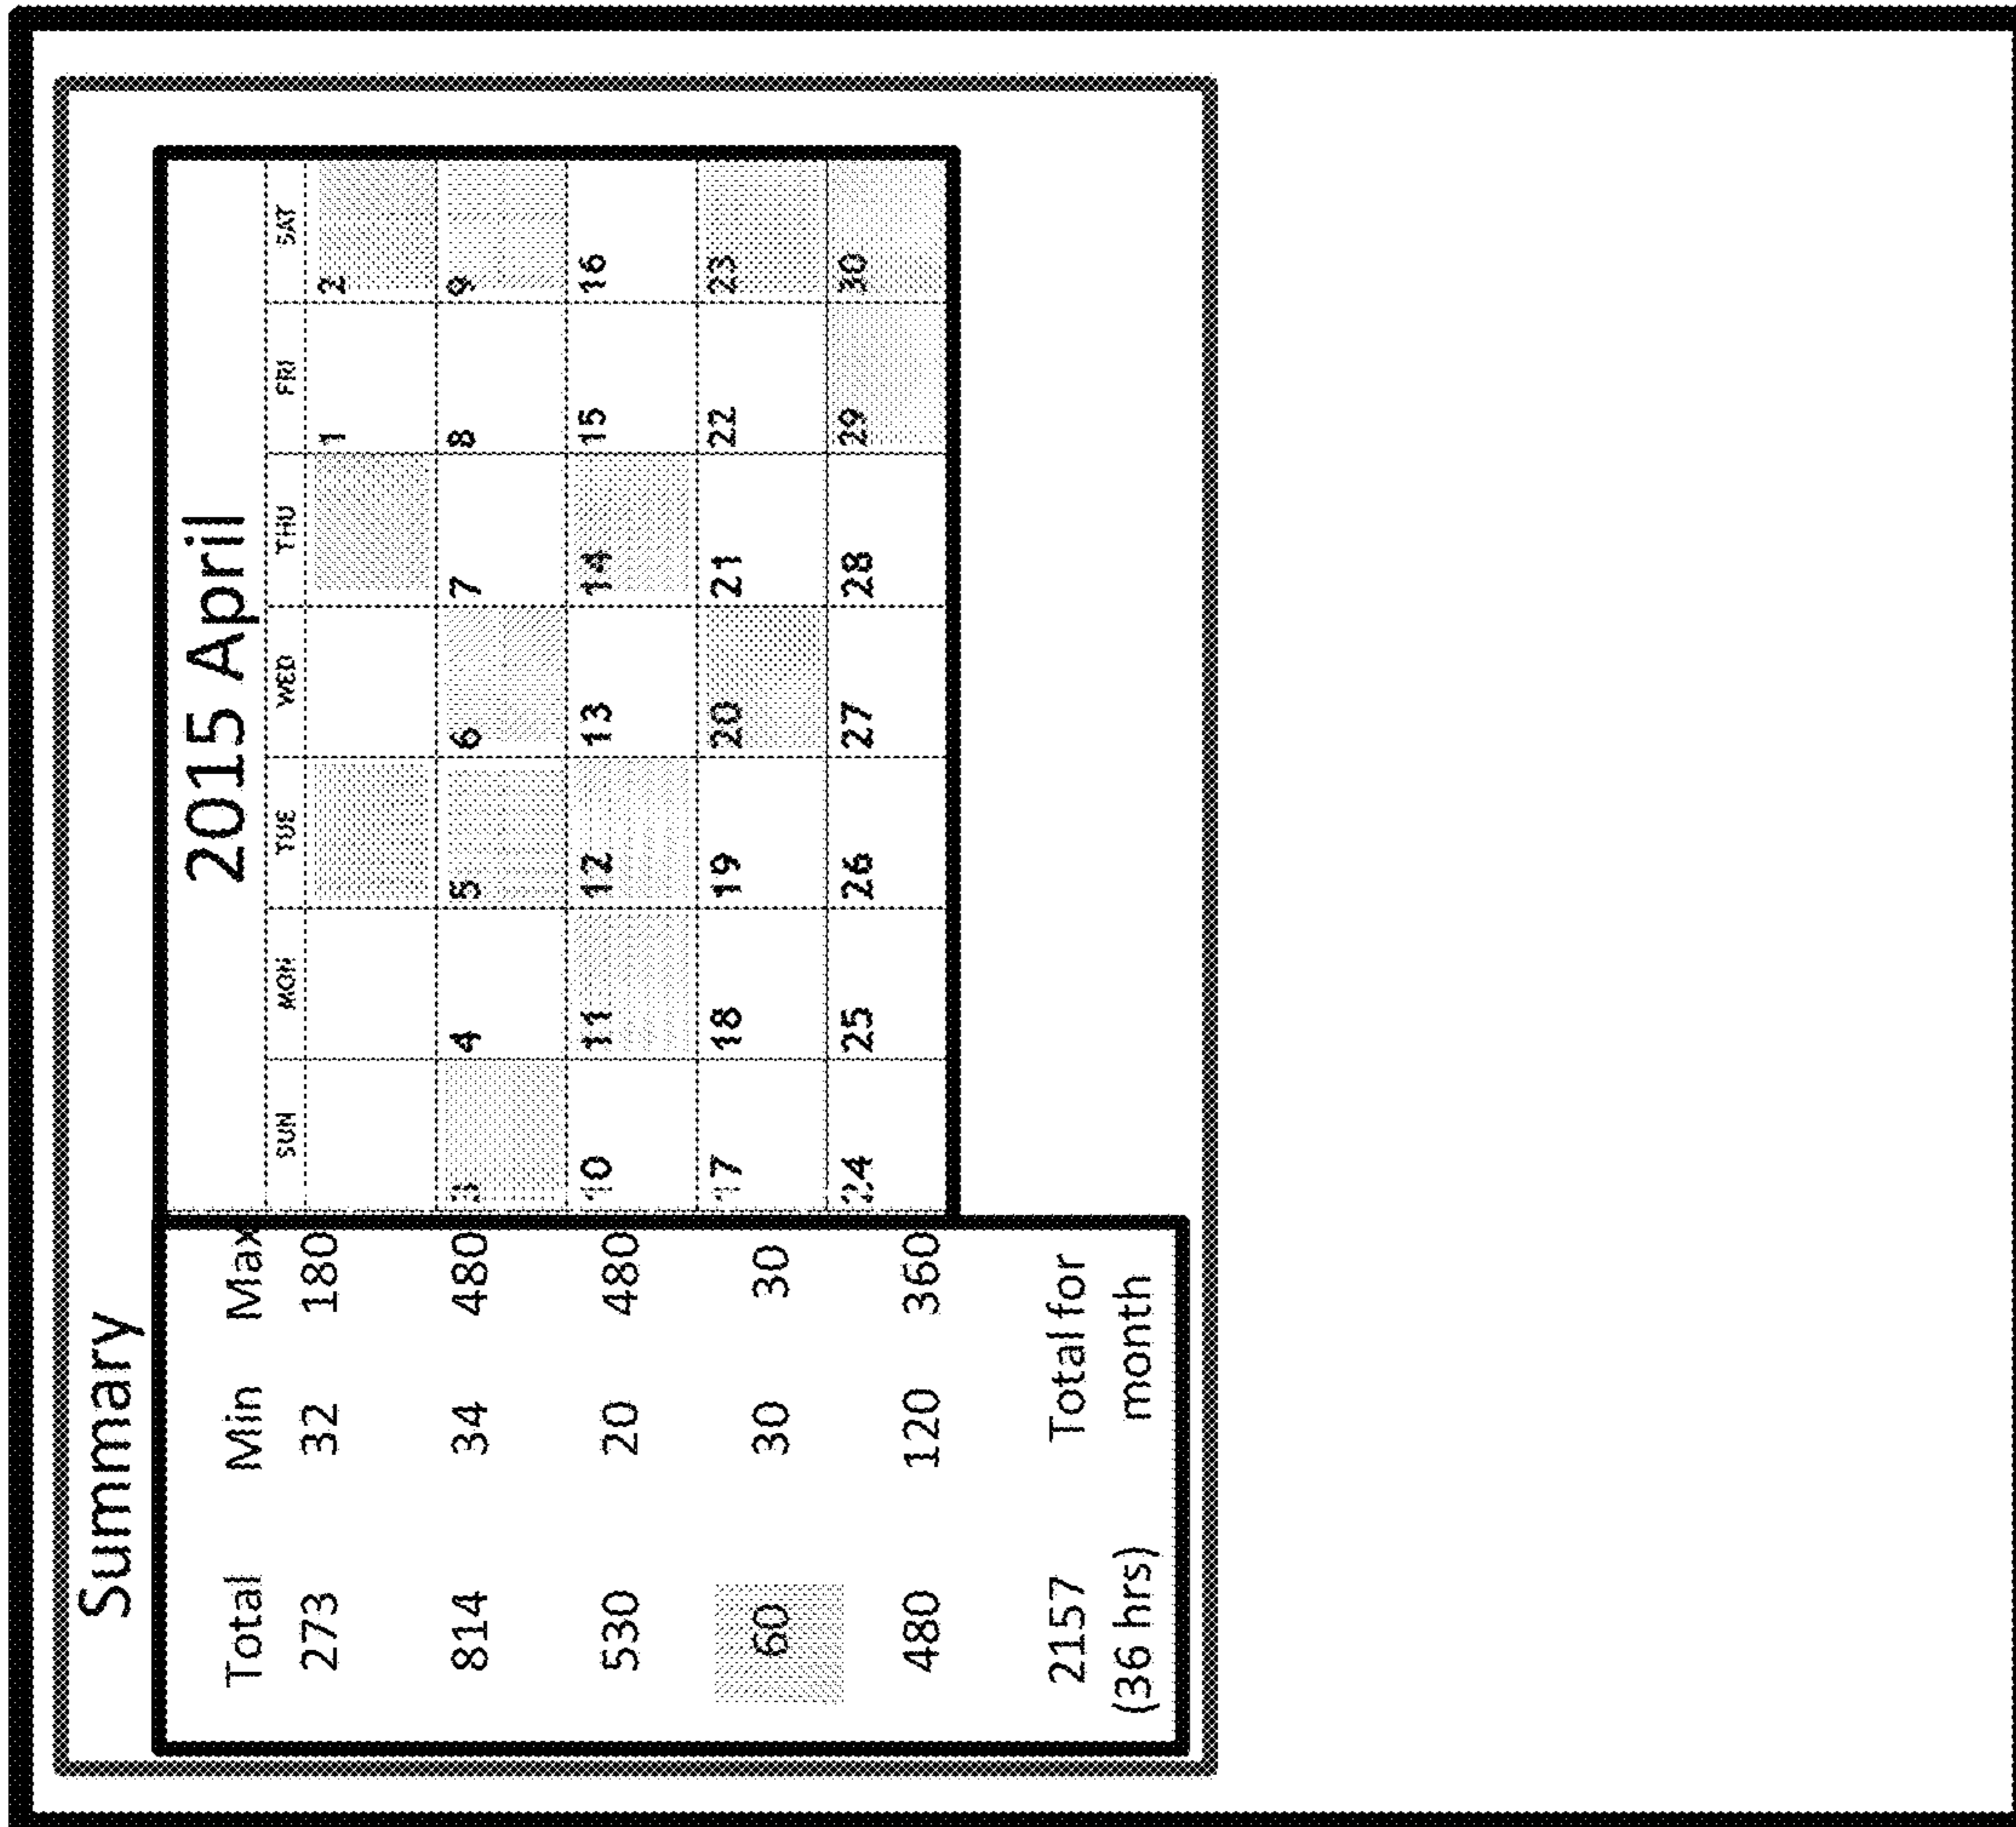 Summary
2015 April
Total Min Max SUN MON TUE WED THU FRI SAT
273 32 180 1 2
814 34 480 3 4 5 6 7 8 9
530 20 480 10 11 12 13 14 15 16
60 30 30 17 18 19 20 21 22 23
480 120 360 24 25 26 27 28 29 30
2157 Total for
(36 hrs) month